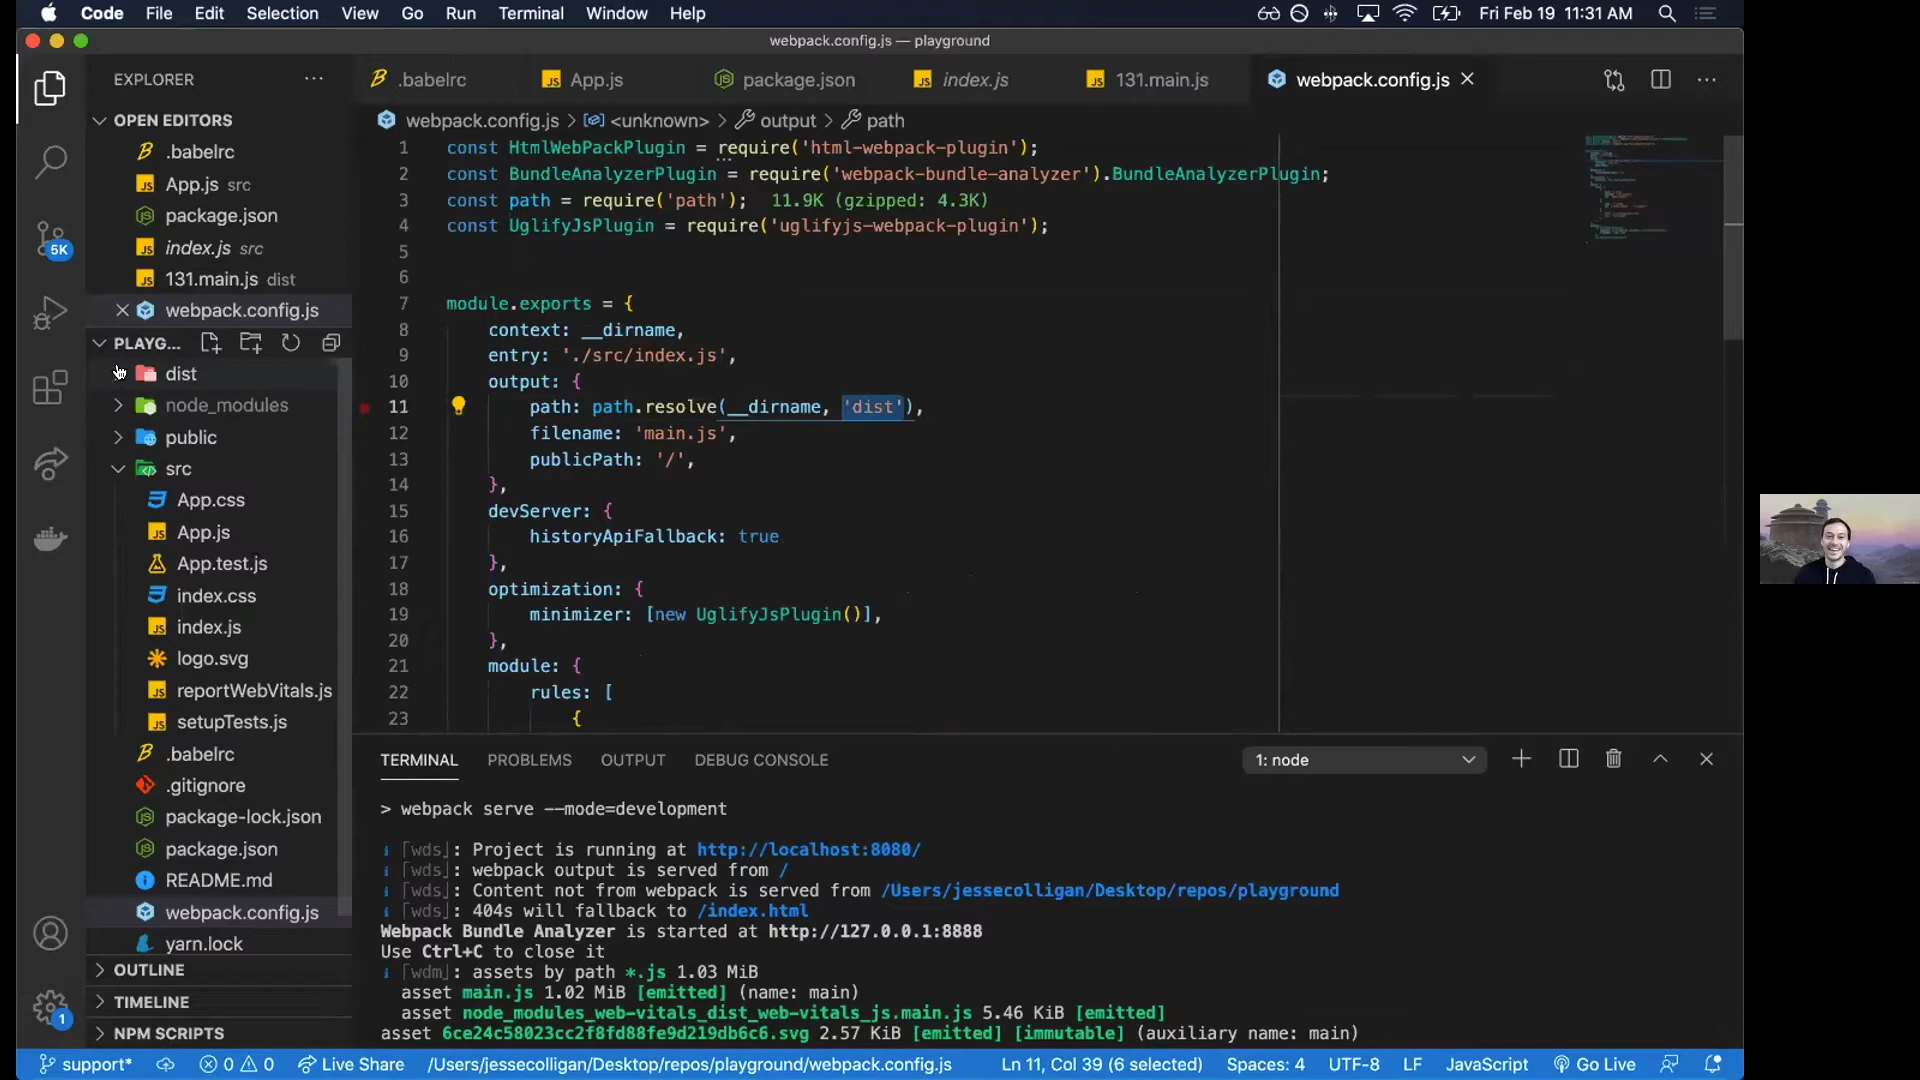 Code File Edit Selection View Go Run Terminal Window Help Fri Feb 19 11:31 AM
webpack.config.js — playground
EXPLORER
.babelrc App.js package.json index.js 131.main.js webpack.config.js
OPEN EDITORS
.babelrc
App.js src
package.json
index.js src
131.main.js dist
webpack.config.js
PLAYG...
dist
node_modules
public
src
App.css
App.js
App.test.js
index.css
index.js
logo.svg
reportWebVitals.js
setupTests.js
.babelrc
.gitignore
package-lock.json
package.json
README.md
webpack.config.js
yarn.lock
OUTLINE
TIMELINE
NPM SCRIPTS
5K
1
webpack.config.js > <unknown> > output > path
1 const HtmlWebPackPlugin = require('html-webpack-plugin');
2 const BundleAnalyzerPlugin = require('webpack-bundle-analyzer').BundleAnalyzerPlugin;
3 const path = require('path'); 11.9K (gzipped: 4.3K)
4 const UglifyJsPlugin = require('uglifyjs-webpack-plugin');
5
6
7 module.exports = {
8 context: __dirname,
9 entry: './src/index.js',
10 output: {
11 path: path.resolve(__dirname, 'dist'),
12 filename: 'main.js',
13 publicPath: '/',
14 },
15 devServer: {
16 historyApiFallback: true
17 },
18 optimization: {
19 minimizer: [new UglifyJsPlugin()],
20 },
21 module: {
22 rules: [
23 {
TERMINAL PROBLEMS OUTPUT DEBUG CONSOLE 1: node
> webpack serve --mode=development
i ｢wds｣: Project is running at http://localhost:8080/
i ｢wds｣: webpack output is served from /
i ｢wds｣: Content not from webpack is served from /Users/jessecolligan/Desktop/repos/playground
i ｢wds｣: 404s will fallback to /index.html
Webpack Bundle Analyzer is started at http://127.0.0.1:8888
Use Ctrl+C to close it
i ｢wdm｣: assets by path *.js 1.03 MiB
asset main.js 1.02 MiB [emitted] (name: main)
asset node_modules_web-vitals_dist_web-vitals_js.main.js 5.46 KiB [emitted]
asset 6ce24c58023cc2f8fd88fe9d219db6c6.svg 2.57 KiB [emitted] [immutable] (auxiliary name: main)
support* 0 0 Live Share /Users/jessecolligan/Desktop/repos/playground/webpack.config.js Ln 11, Col 39 (6 selected) Spaces: 4 UTF-8 LF JavaScript Go Live